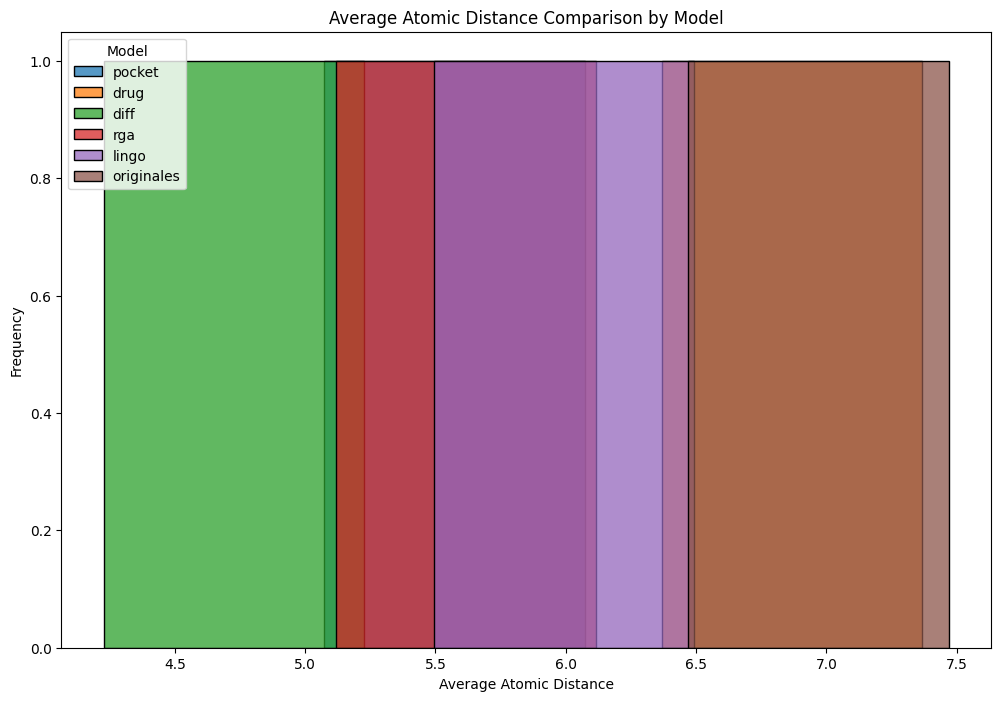 Average Atomic Distance Comparison by Model
Model
pocket
drug
diff
rga
lingo
originales
Frequency
1.0
0.8
0.6
0.4
0.2
0.0
4.5 5.0 5.5 6.0 6.5 7.0 7.5
Average Atomic Distance